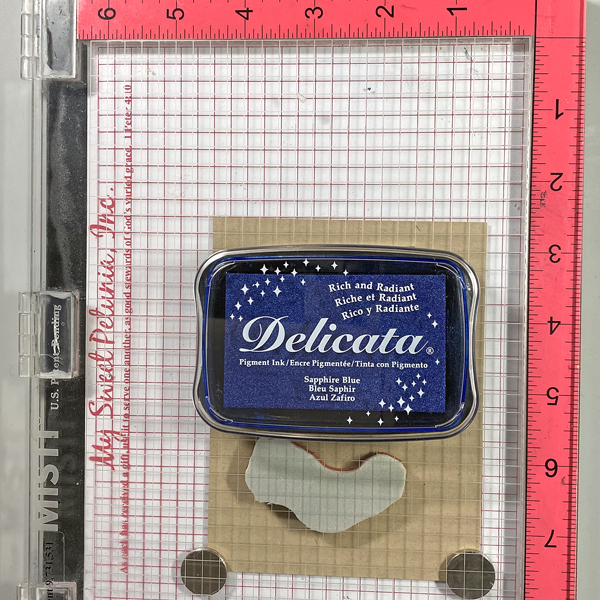 6 5 4 3 2 1
1
2
3
4
5
6
7
My Sweet Petunia, Inc.
U.S. Patent Pending
MISTI
Rich and Radiant
Riche et Radiant
Rico y Radiante
Delicata®
Pigment Ink/Encre Pigmentée/Tinta con Pigmento
Sapphire Blue
Bleu Saphir
Azul Zafiro